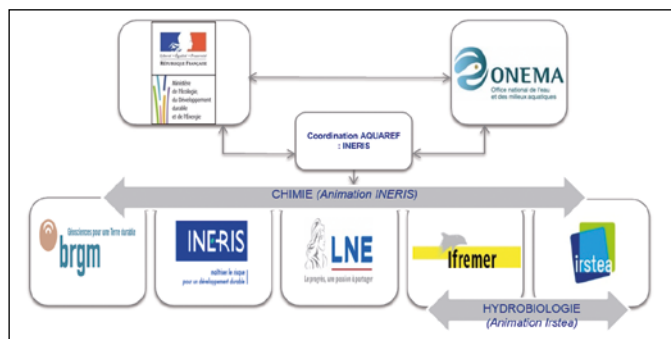 RÉPUBLIQUE FRANÇAISE
Ministère
de l'Ecologie,
du Développement
durable
et de l'Énergie
ONEMA
Office national de l'eau
et des milieux aquatiques
Coordination AQUAREF
: INERIS
CHIMIE (Animation INERIS)
Géosciences pour une Terre durable
brgm
INERIS
maîtriser le risque
pour un développement durable
LNE
Le progrès, une passion à partager
Ifremer
irstea
HYDROBIOLOGIE
(Animation Irstea)